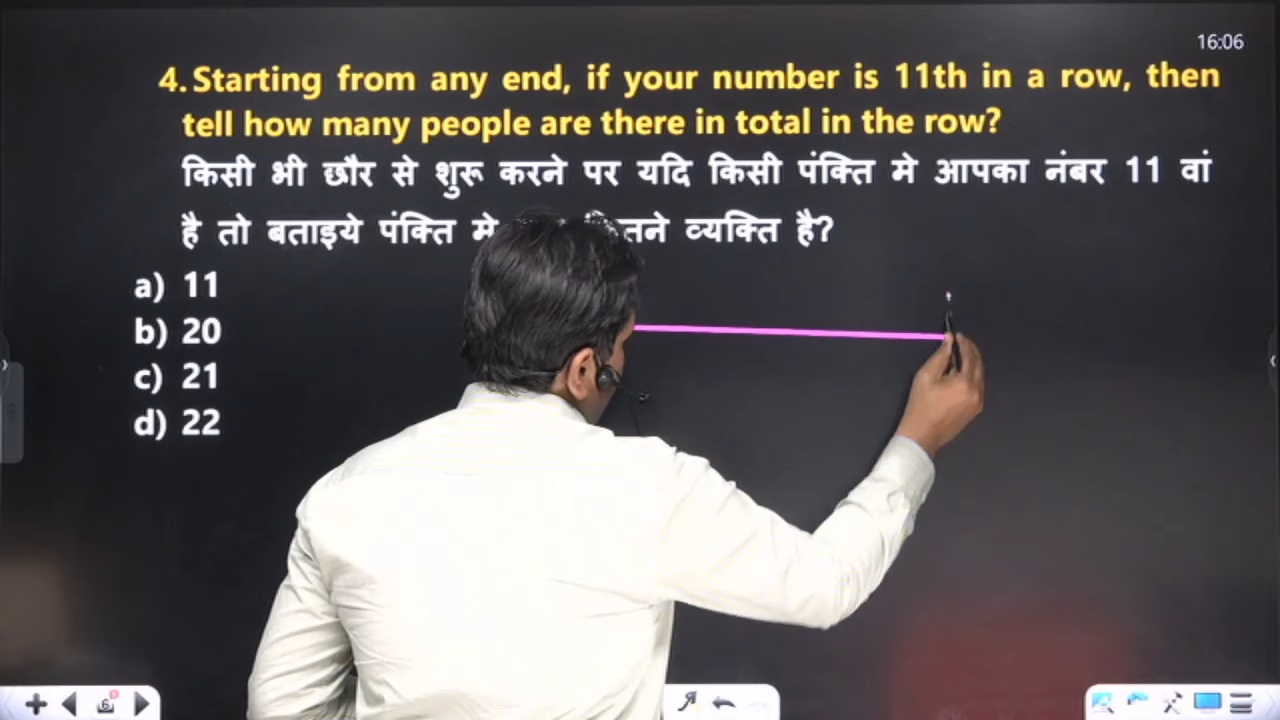 16:06
4. Starting from any end, if your number is 11th in a row, then
tell how many people are there in total in the row?
किसी भी छौर से शुरू करने पर यदि किसी पंक्ति मे आपका नंबर 11 वां
है तो बताइये पंक्ति मे व्यक्ति है?
a) 11
b) 20
c) 21
d) 22